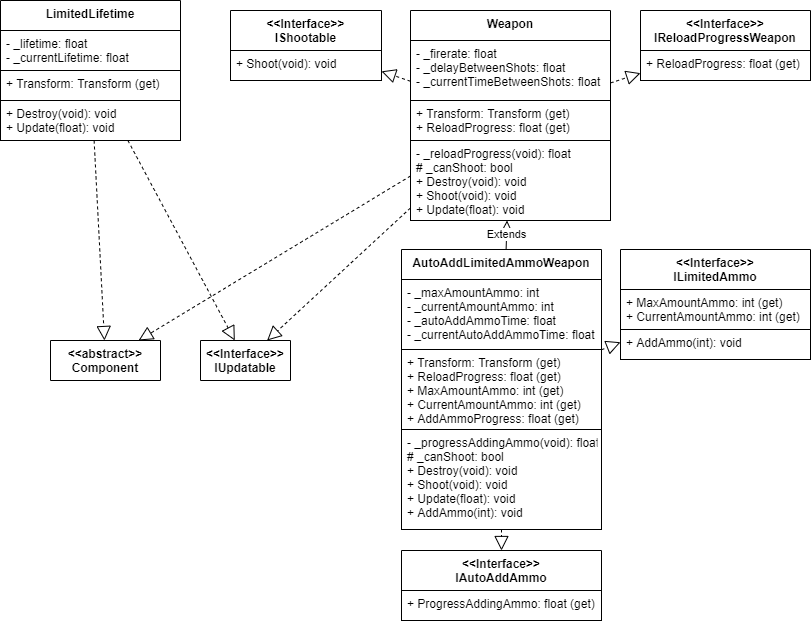 LimitedLifetime
- _lifetime: float
- _currentLifetime: float
+ Transform: Transform (get)
+ Destroy(void): void
+ Update(float): void
<<Interface>>
IShootable
+ Shoot(void): void
Weapon
- _firerate: float
- _delayBetweenShots: float
- _currentTimeBetweenShots: float
+ Transform: Transform (get)
+ ReloadProgress: float (get)
- _reloadProgress(void): float
# _canShoot: bool
+ Destroy(void): void
+ Shoot(void): void
+ Update(float): void
<<Interface>>
IReloadProgressWeapon
+ ReloadProgress: float (get)
Extends
<<abstract>>
Component
<<Interface>>
IUpdatable
AutoAddLimitedAmmoWeapon
- _maxAmountAmmo: int
- _currentAmountAmmo: int
- _autoAddAmmoTime: float
- _currentAutoAddAmmoTime: float
+ Transform: Transform (get)
+ ReloadProgress: float (get)
+ MaxAmountAmmo: int (get)
+ CurrentAmountAmmo: int (get)
+ AddAmmoProgress: float (get)
- _progressAddingAmmo(void): float
# _canShoot: bool
+ Destroy(void): void
+ Shoot(void): void
+ Update(float): void
+ AddAmmo(int): void
<<Interface>>
ILimitedAmmo
+ MaxAmountAmmo: int (get)
+ CurrentAmountAmmo: int (get)
+ AddAmmo(int): void
<<Interface>>
IAutoAddAmmo
+ ProgressAddingAmmo: float (get)